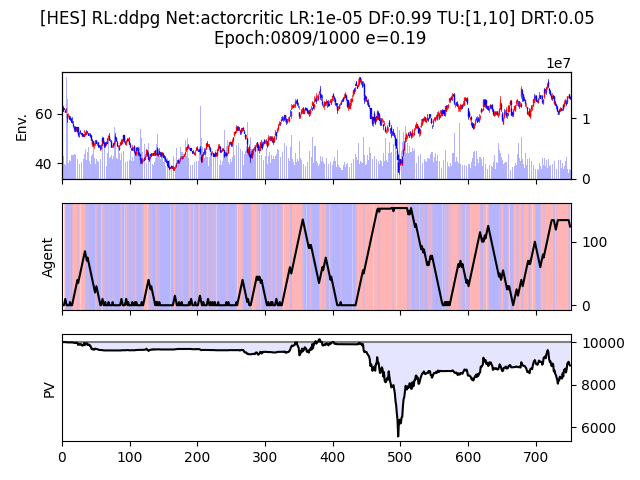 [HES] RL:ddpg Net:actorcritic LR:1e-05 DF:0.99 TU:[1,10] DRT:0.05
Epoch:0809/1000 e=0.19
1e7
Env.
60
40
1
0
Agent
100
0
PV
10000
8000
6000
0 100 200 300 400 500 600 700